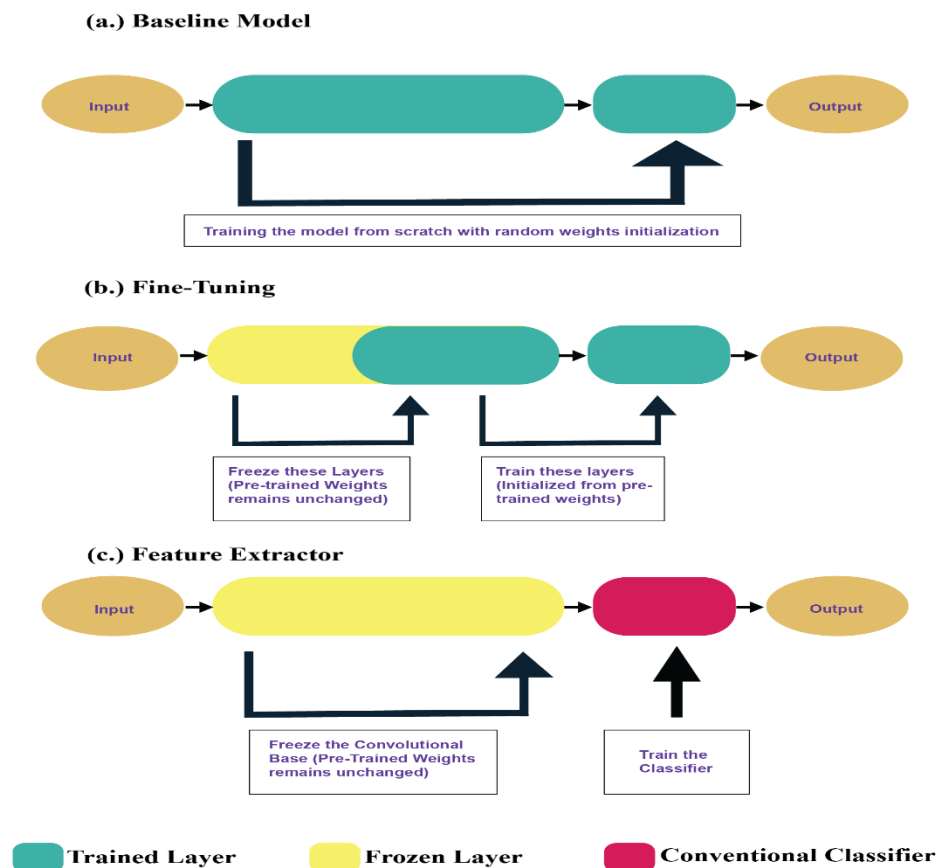 (a.) Baseline Model
Input
Output
Training the model from scratch with random weights initialization
(b.) Fine-Tuning
Input
Output
Freeze these Layers
(Pre-trained Weights
remains unchanged)
Train these layers
(Initialized from pre-
trained weights)
(c.) Feature Extractor
Input
Output
Freeze the Convolutional
Base (Pre-Trained Weights
remains unchanged)
Train the
Classifier
Trained Layer
Frozen Layer
Conventional Classifier